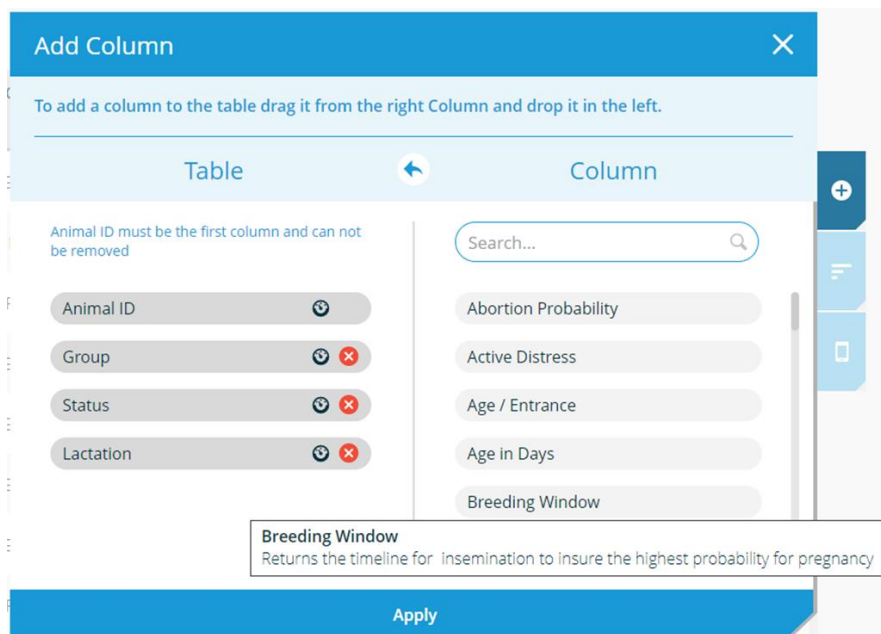 Add Column
To add a column to the table drag it from the right Column and drop it in the left.
Table
Column
Animal ID must be the first column and can not
be removed
Search...
Animal ID
Group
Status
Lactation
Abortion Probability
Active Distress
Age / Entrance
Age in Days
Breeding Window
Breeding Window
Returns the timeline for insemination to insure the highest probability for pregnancy
Apply